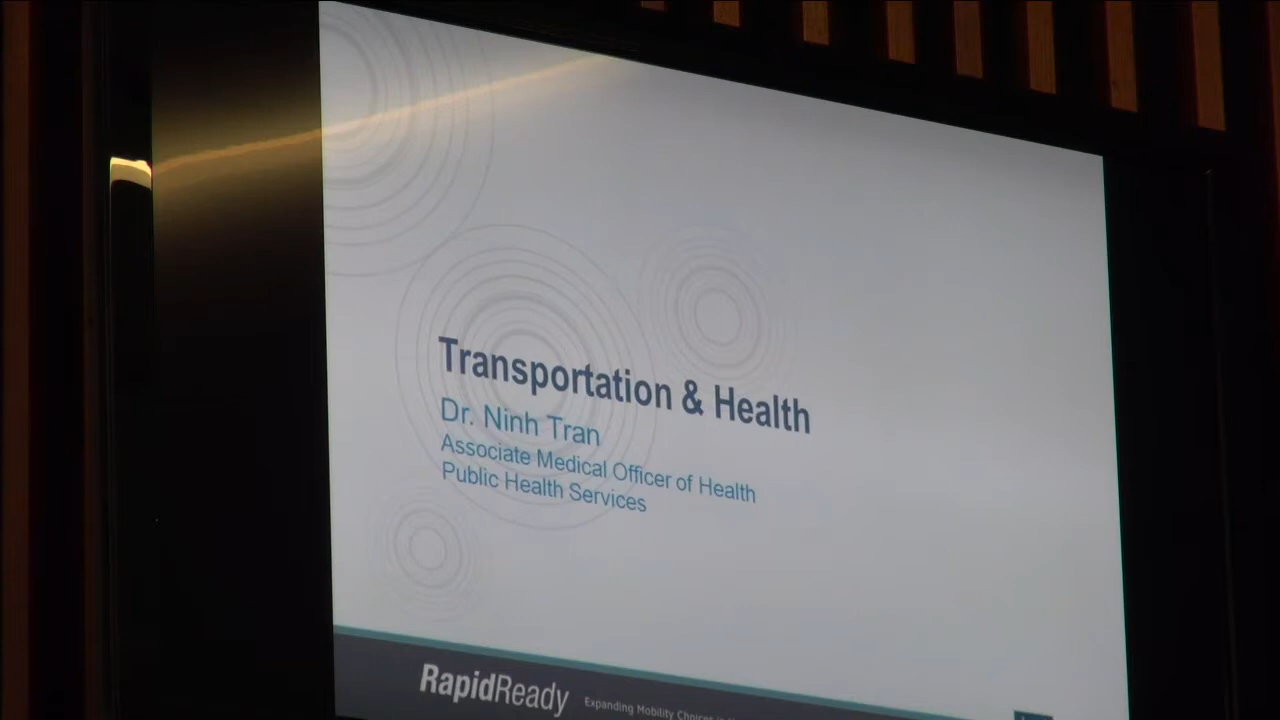 Transportation & Health
Dr. Ninh Tran
Associate Medical Officer of Health
Public Health Services
RapidReady
Expanding Mobility Choices